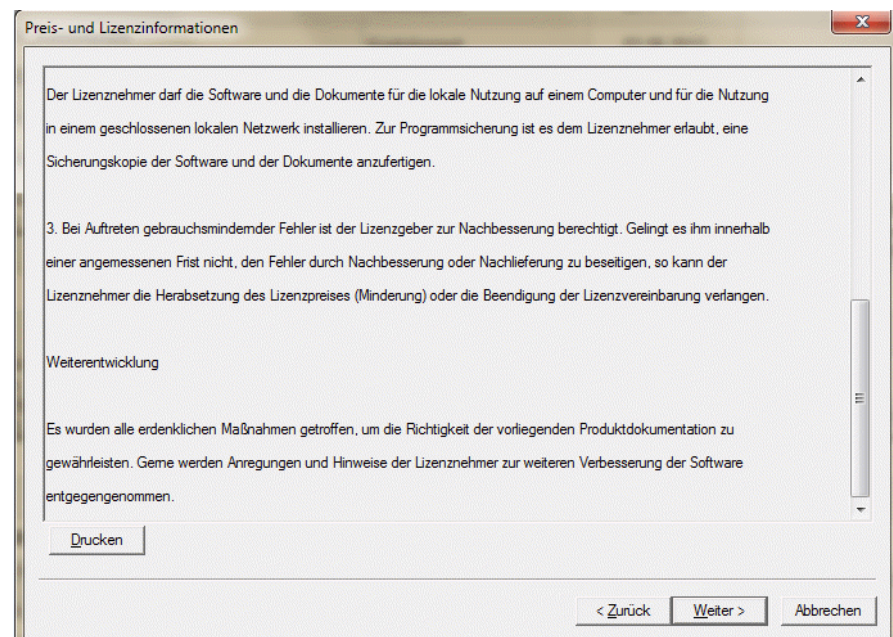 Preis- und Lizenzinformationen
Der Lizenznehmer darf die Software und die Dokumente für die lokale Nutzung auf einem Computer und für die Nutzung
in einem geschlossenen lokalen Netzwerk installieren. Zur Programmsicherung ist es dem Lizenznehmer erlaubt, eine
Sicherungskopie der Software und der Dokumente anzufertigen.
3. Bei Auftreten gebrauchsmindernder Fehler ist der Lizenzgeber zur Nachbesserung berechtigt. Gelingt es ihm innerhalb
einer angemessenen Frist nicht, den Fehler durch Nachbesserung oder Nachlieferung zu beseitigen, so kann der
Lizenznehmer die Herabsetzung des Lizenzpreises (Minderung) oder die Beendigung der Lizenzvereinbarung verlangen.
Weiterentwicklung
Es wurden alle erdenklichen Maßnahmen getroffen, um die Richtigkeit der vorliegenden Produktdokumentation zu
gewährleisten. Gerne werden Anregungen und Hinweise der Lizenznehmer zur weiteren Verbesserung der Software
entgegengenommen.
Drucken
< Zurück Weiter > Abbrechen